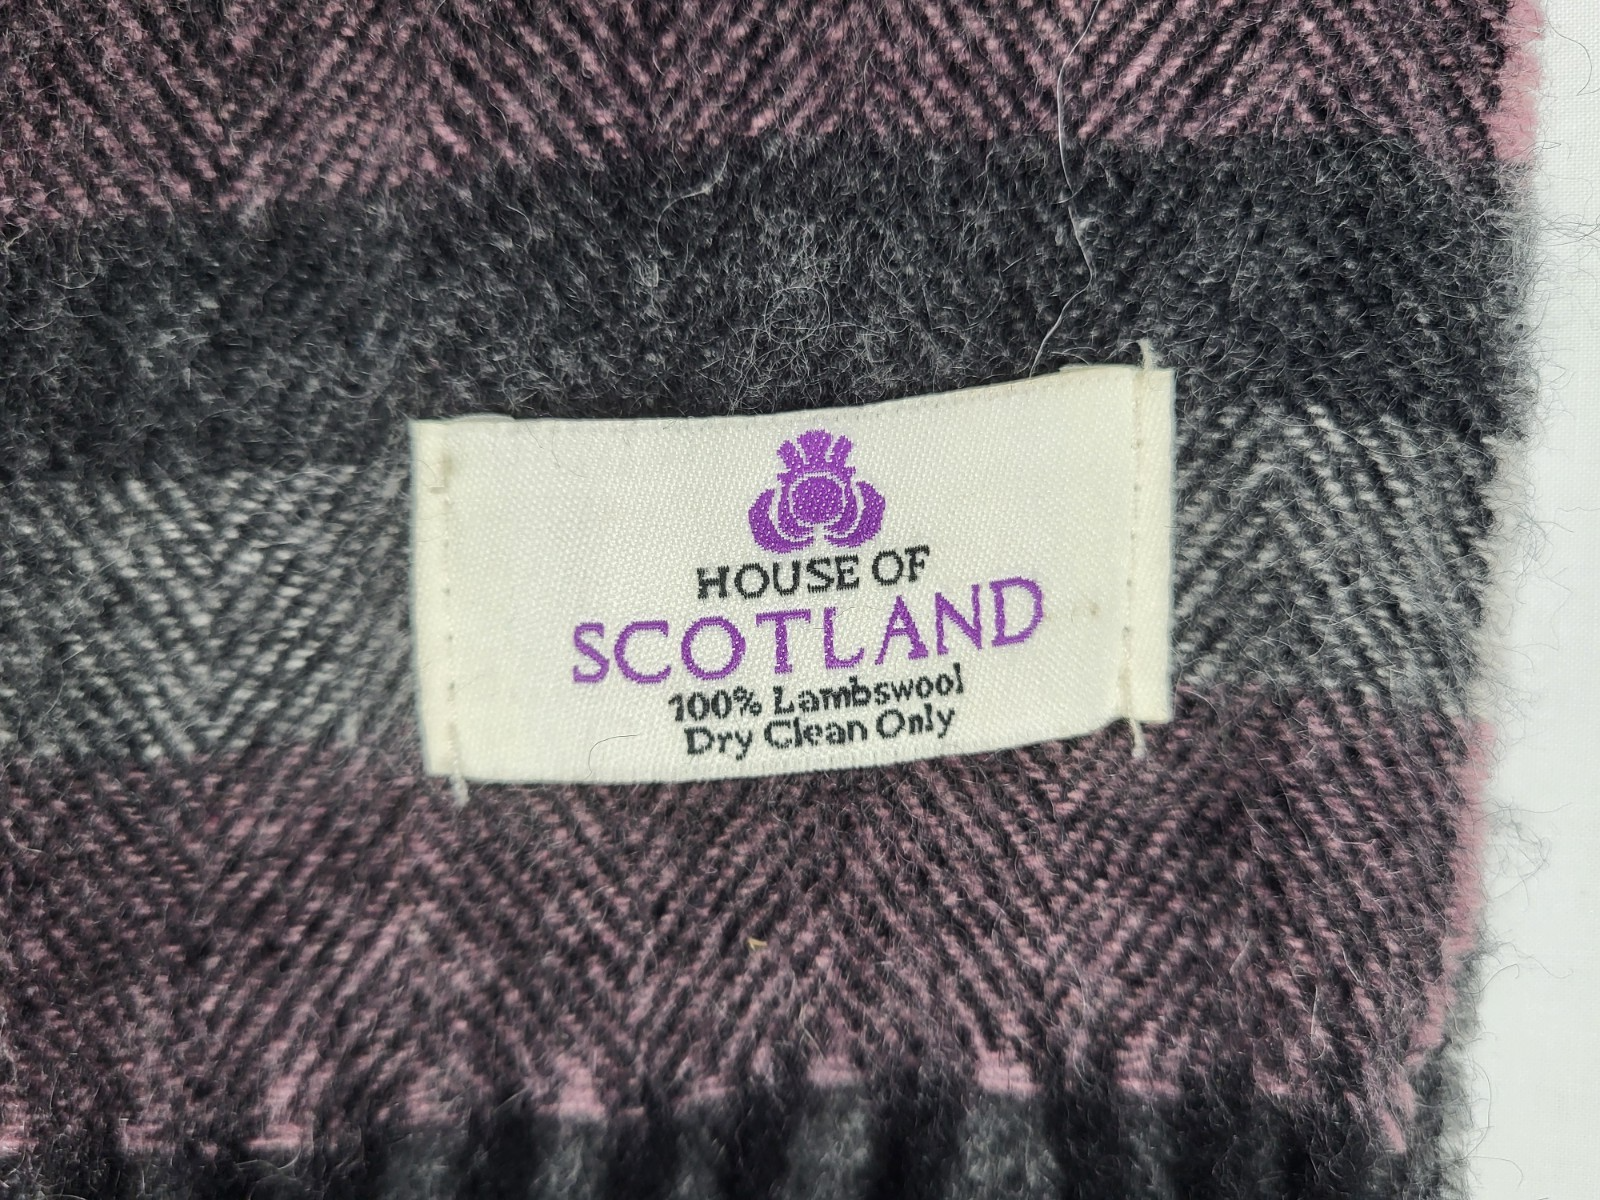 HOUSE OF
SCOTLAND
100% Lambswool
Dry Clean Only